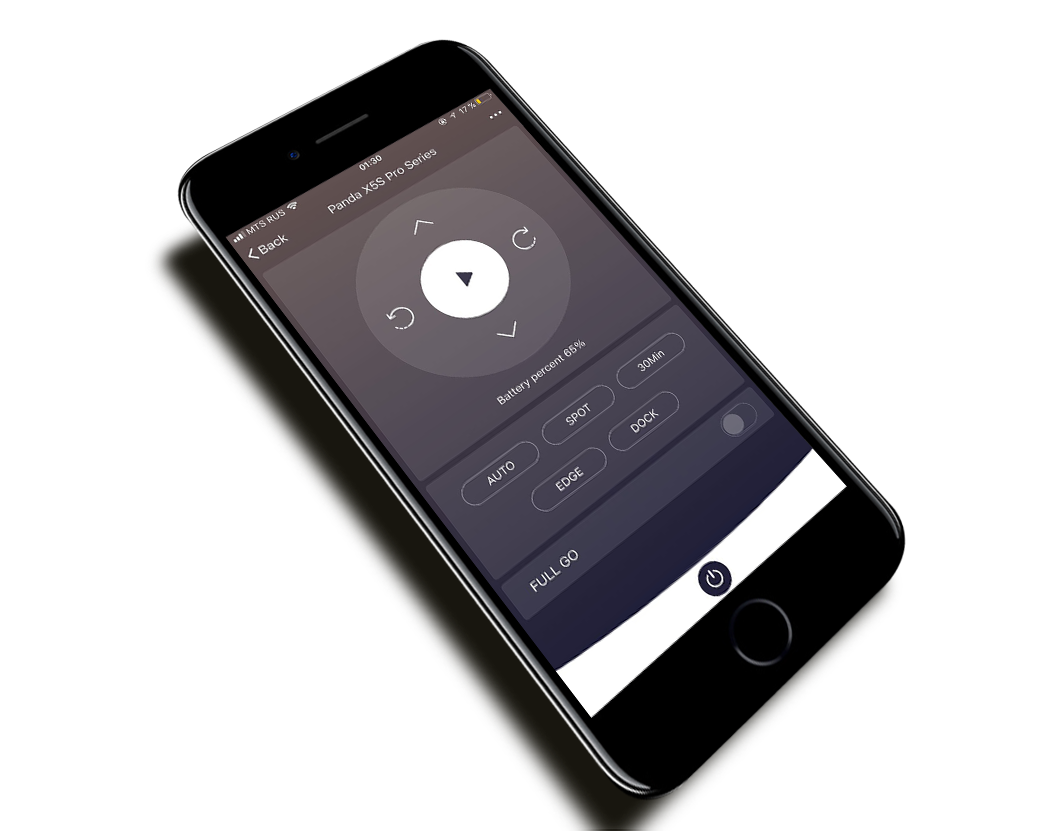 MTS RUS 01:30 17%
Back Panda X5S Pro Series
Battery percent 65%
AUTO SPOT 30Min
EDGE DOCK
FULL GO